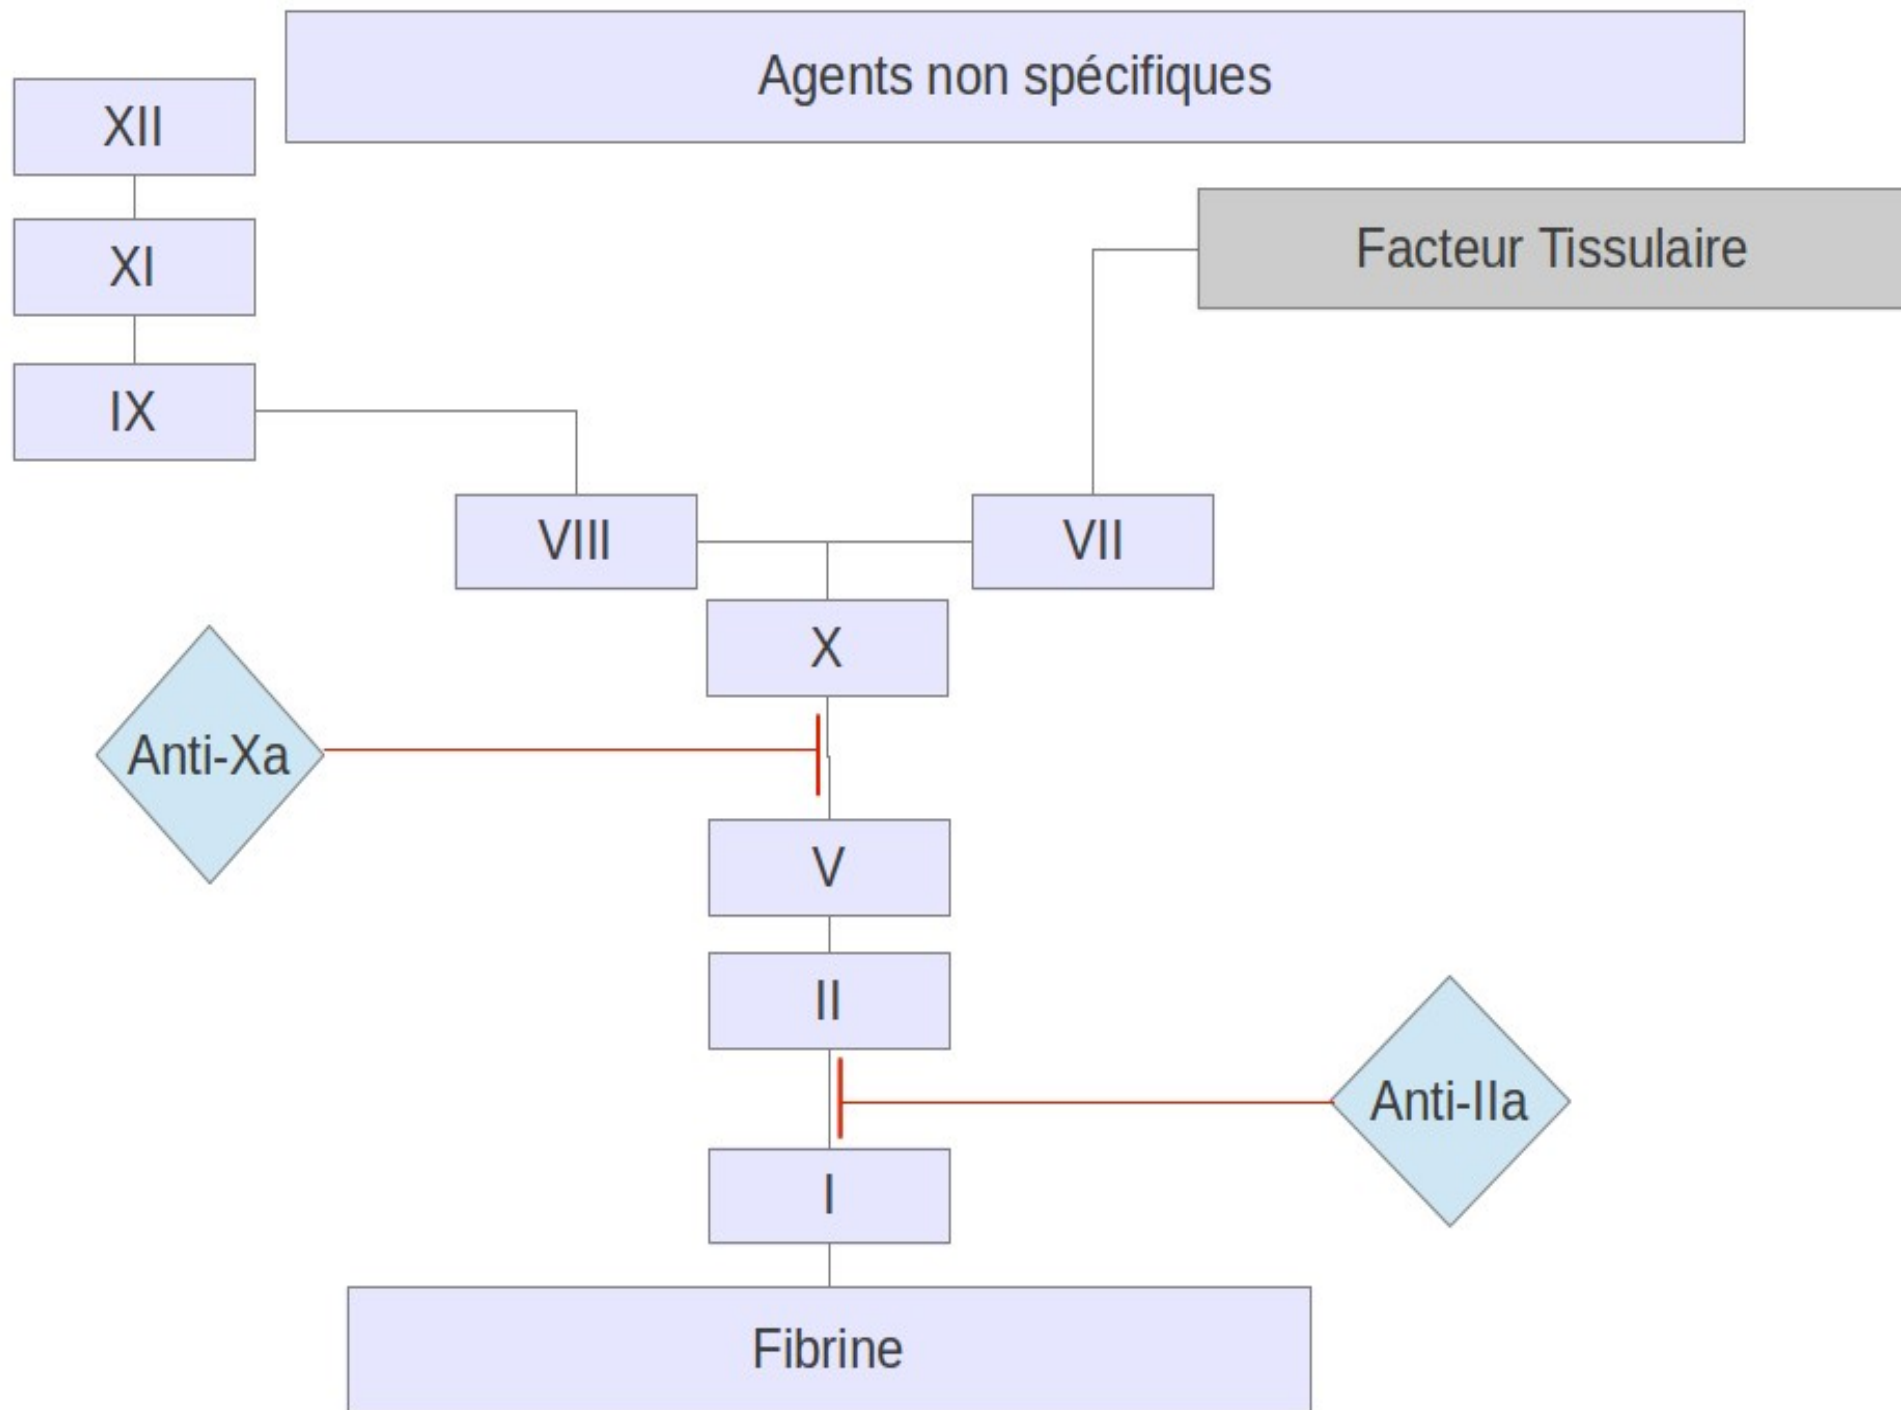 Agents non spécifiques
XII
Facteur Tissulaire
XI
IX
VIII
VII
X
Anti-Xa
V
II
Anti-IIa
I
Fibrine